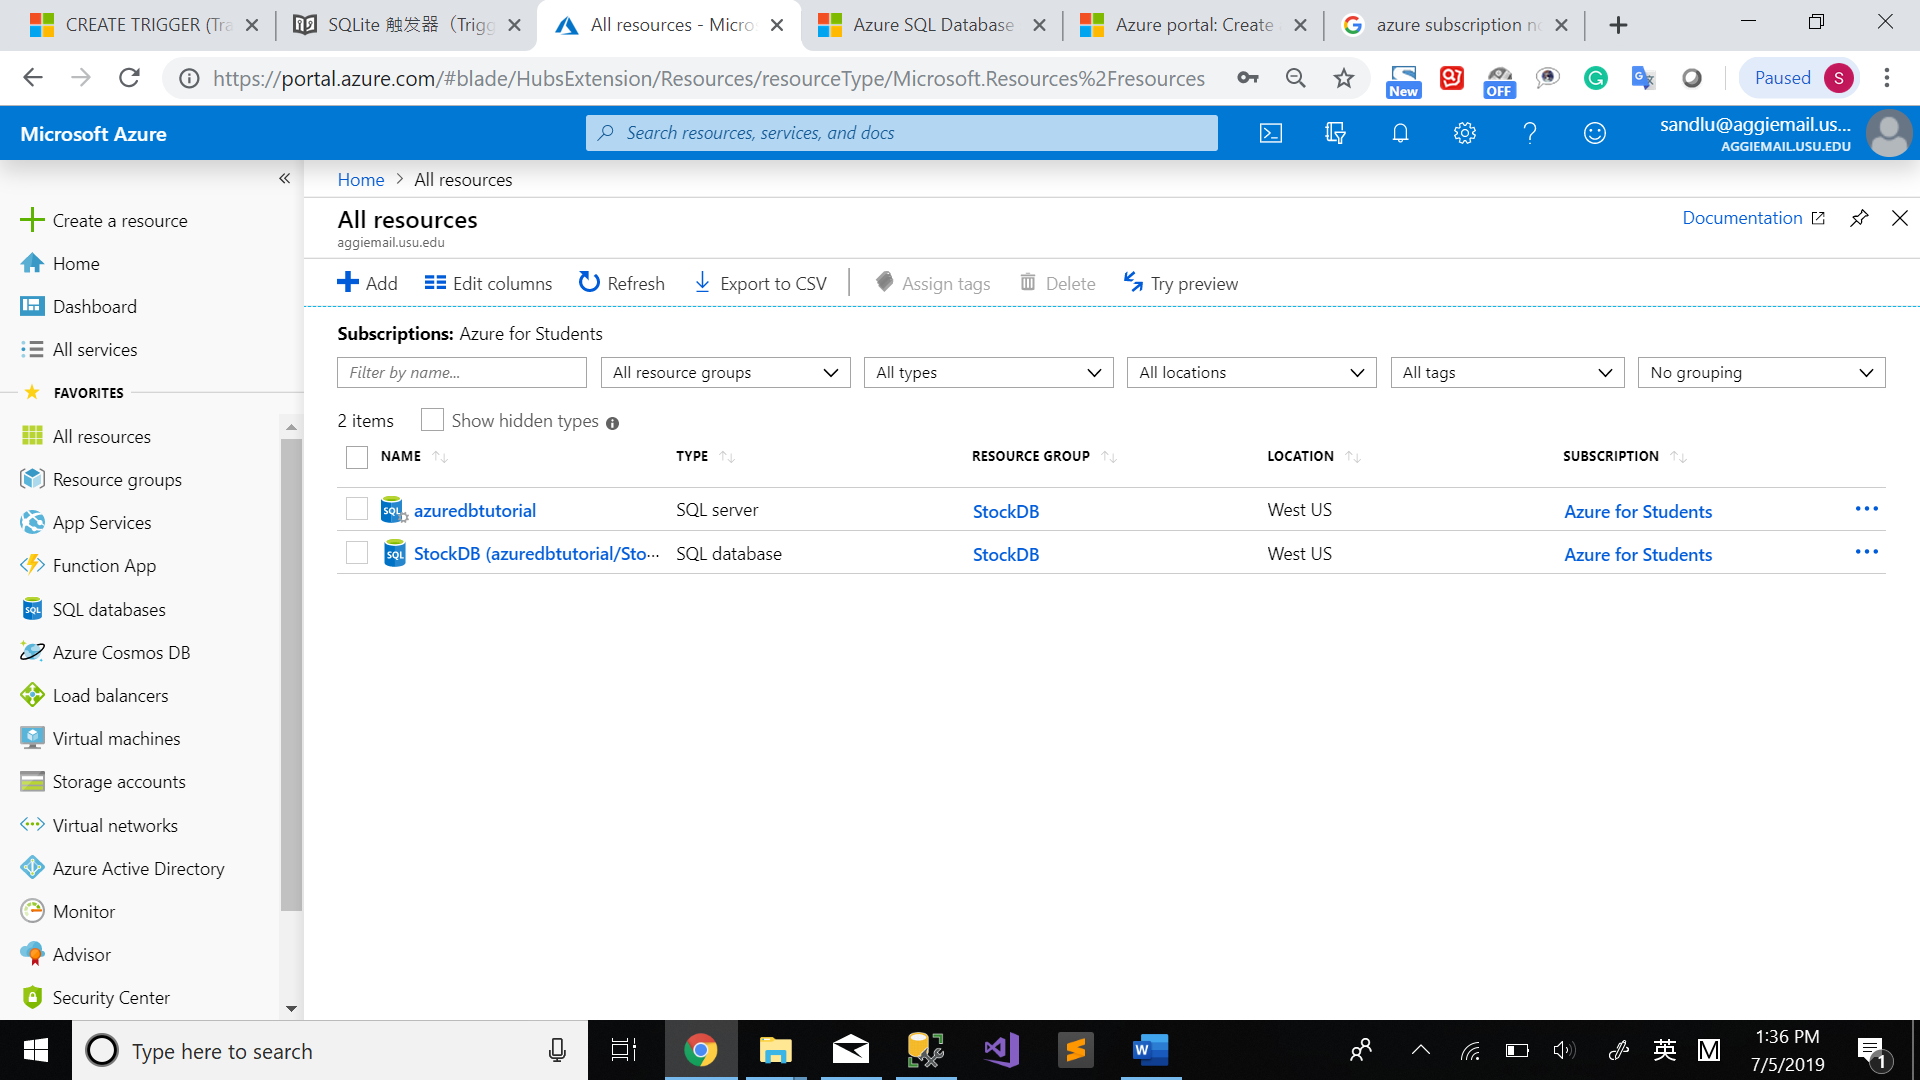 CREATE TRIGGER (Tra
SQLite 触发器（Trigg
All resources - Micros
Azure SQL Database
Azure portal: Create
azure subscription no
https://portal.azure.com/#blade/HubsExtension/Resources/resourceType/Microsoft.Resources%2Fresources
New
OFF
Paused
S
Microsoft Azure
Search resources, services, and docs
sandlu@aggiemail.us...
AGGIEMAIL.USU.EDU
«
Create a resource
Home
Dashboard
All services
FAVORITES
All resources
Resource groups
App Services
Function App
SQL databases
Azure Cosmos DB
Load balancers
Virtual machines
Storage accounts
Virtual networks
Azure Active Directory
Monitor
Advisor
Security Center
Home > All resources
All resources
aggiemail.usu.edu
Documentation
Add
Edit columns
Refresh
Export to CSV
Assign tags
Delete
Try preview
Subscriptions: Azure for Students
Filter by name...
All resource groups
All types
All locations
All tags
No grouping
2 items
Show hidden types
NAME TYPE RESOURCE GROUP LOCATION SUBSCRIPTION
azuredbtutorial SQL server StockDB West US Azure for Students ...
StockDB (azuredbtutorial/Sto... SQL database StockDB West US Azure for Students ...
Type here to search
英
M
1:36 PM
7/5/2019
1